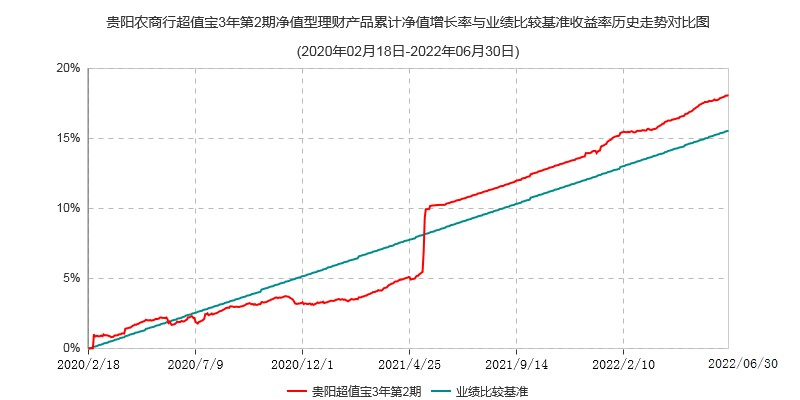 贵阳农商行超值宝3年第2期净值型理财产品累计净值增长率与业绩比较基准收益率历史走势对比图
(2020年02月18日-2022年06月30日)
20%
15%
10%
5%
0%
2020/2/18 2020/7/9 2020/12/1 2021/4/25 2021/9/14 2022/2/10 2022/06/30
贵阳超值宝3年第2期 业绩比较基准